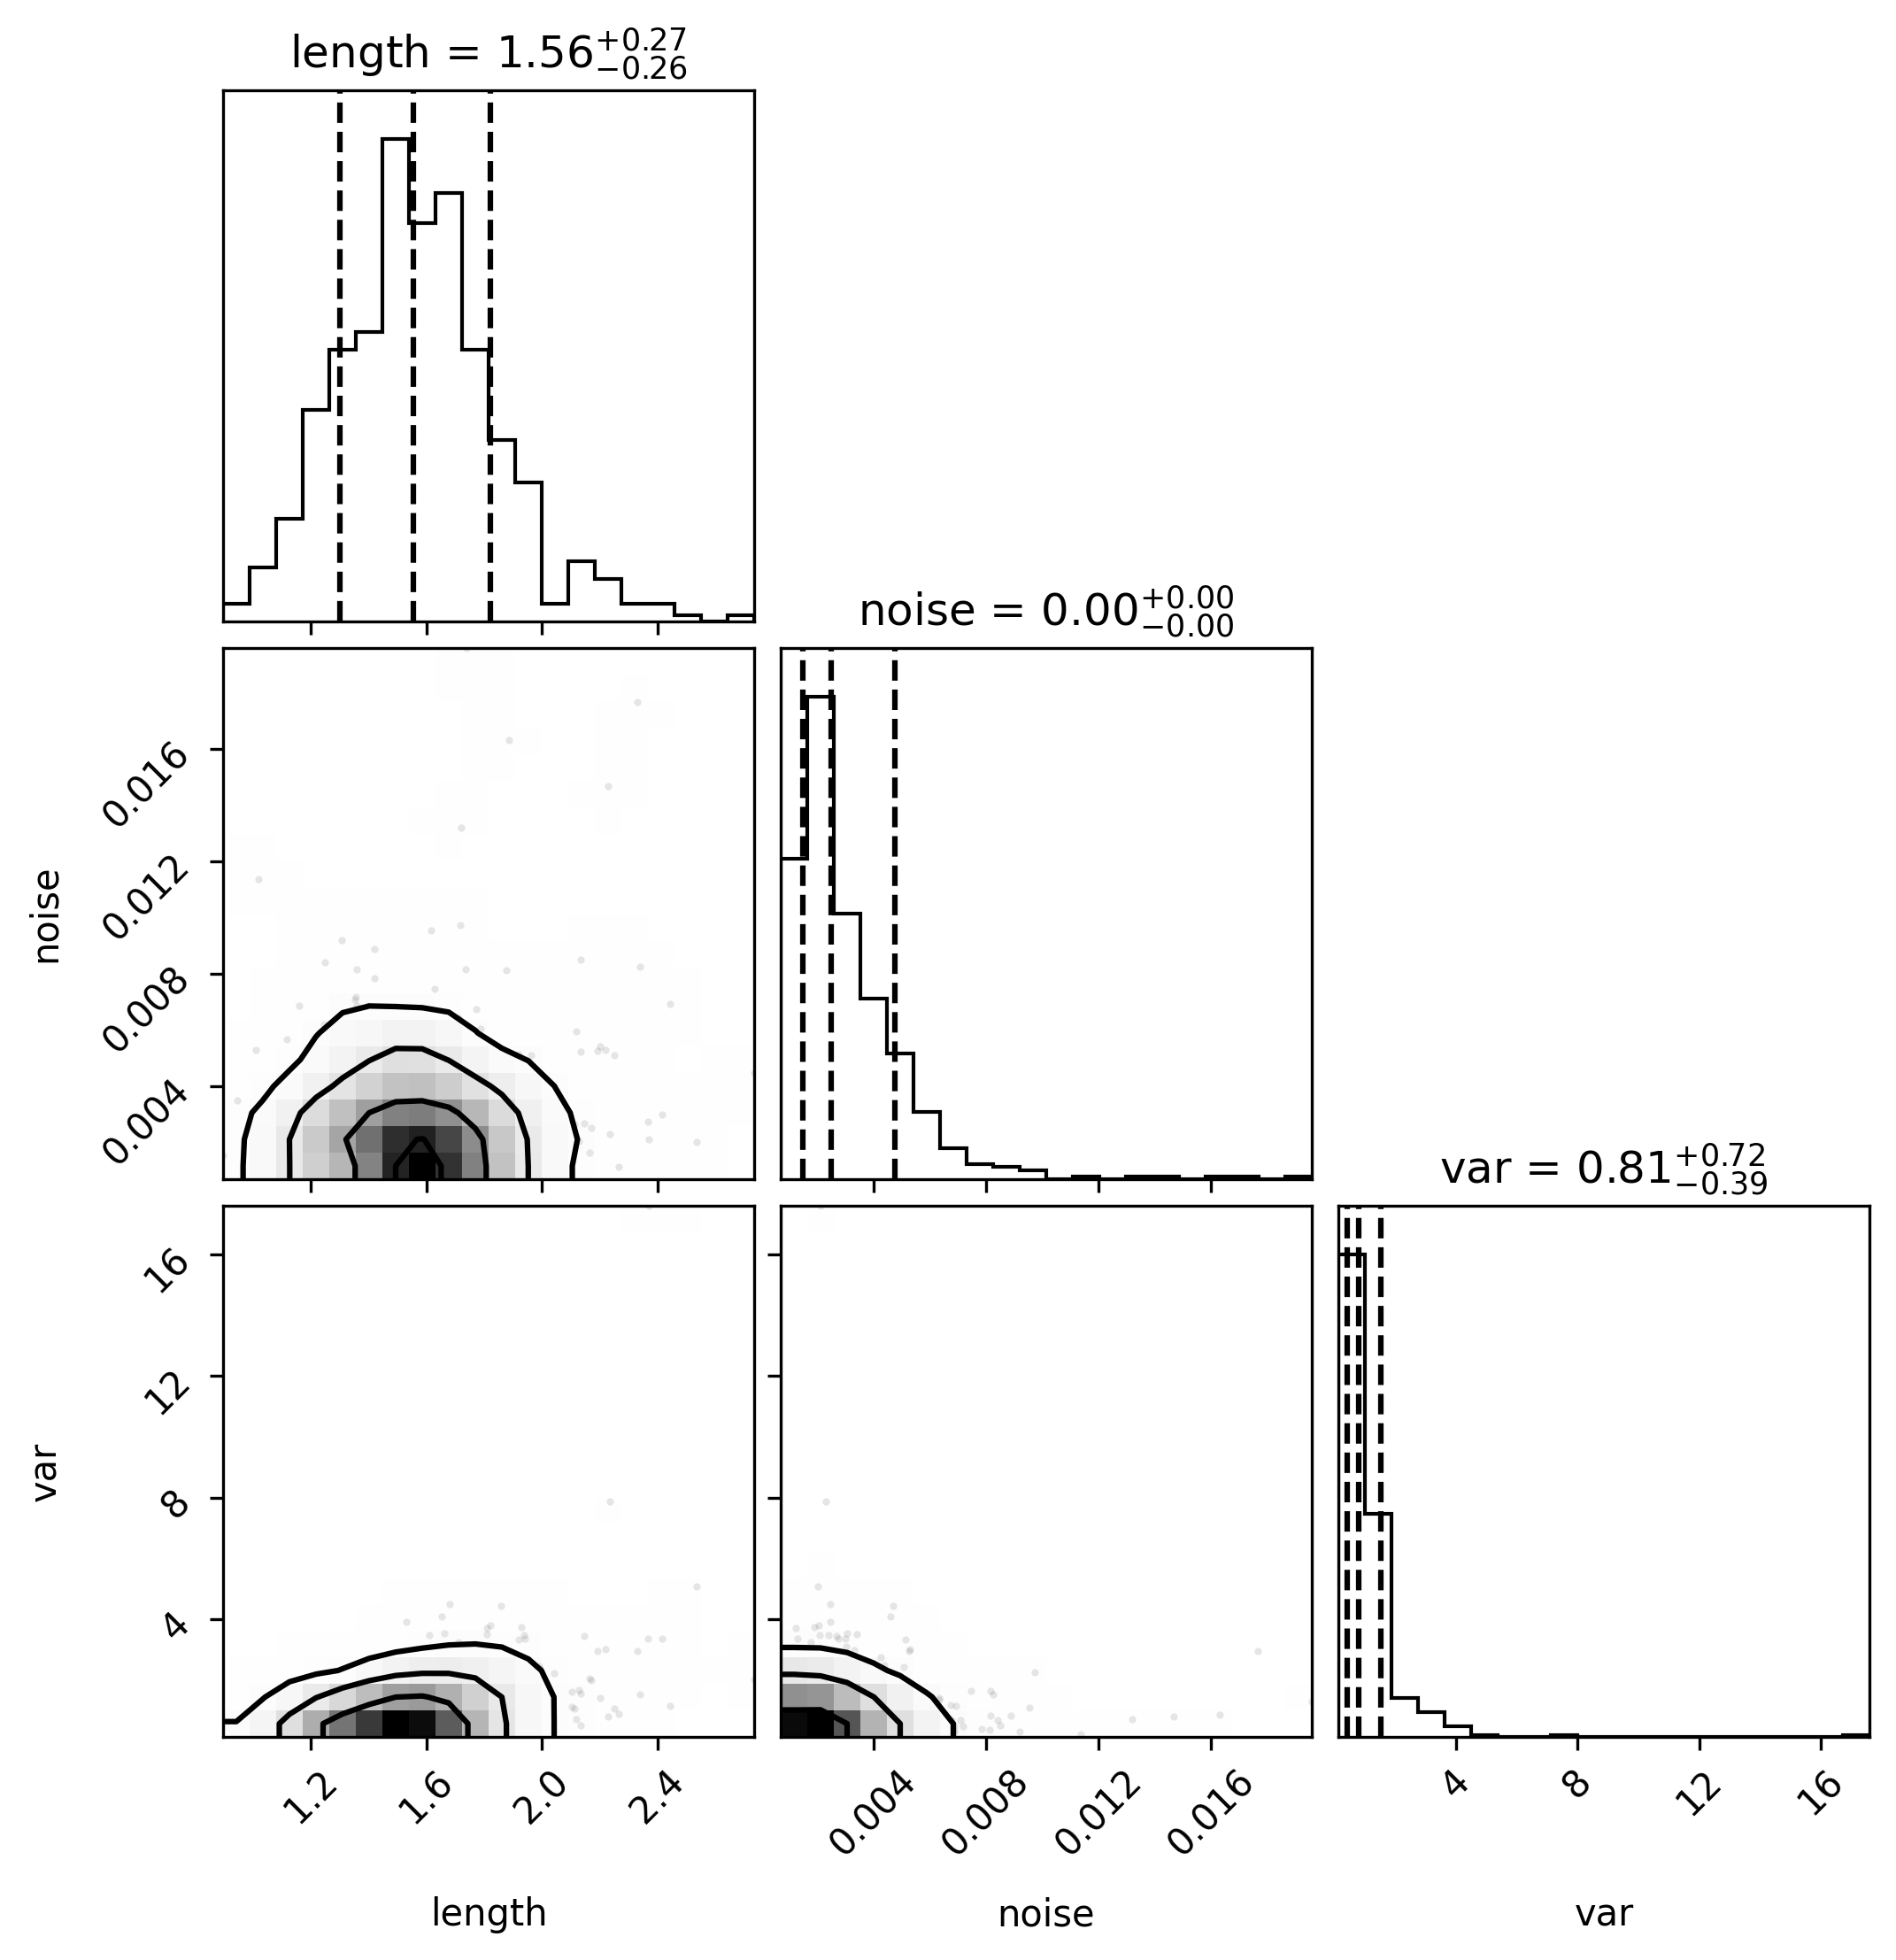 length = 1.56+0.27−0.26
noise = 0.00+0.00−0.00
0.016
0.012
0.008
0.004
noise
var = 0.81+0.72−0.39
16
12
8
4
var
1.2 1.6 2.0 2.4 0.004 0.008 0.012 0.016 4 8 12 16
length noise var